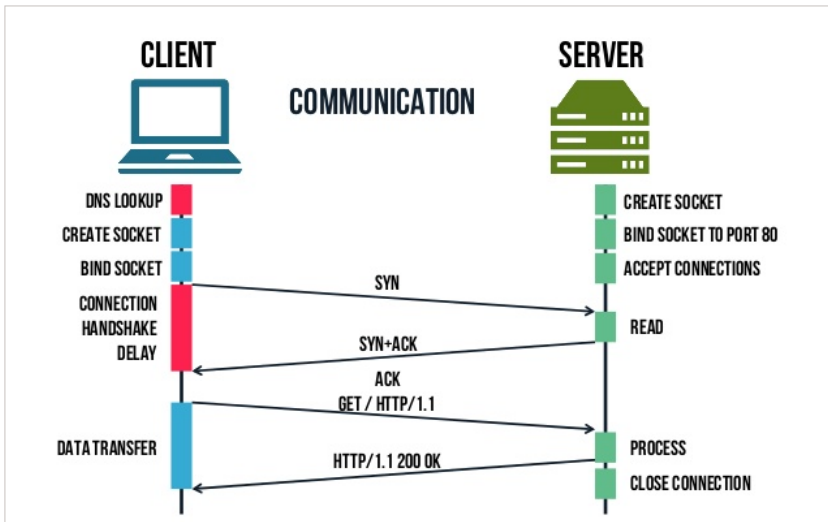 CLIENT
SERVER
COMMUNICATION
DNS LOOKUP
CREATE SOCKET
CREATE SOCKET
BIND SOCKET TO PORT 80
BIND SOCKET
ACCEPT CONNECTIONS
SYN
CONNECTION
HANDSHAKE
DELAY
READ
SYN+ACK
ACK
GET / HTTP/1.1
DATA TRANSFER
PROCESS
HTTP/1.1 200 OK
CLOSE CONNECTION